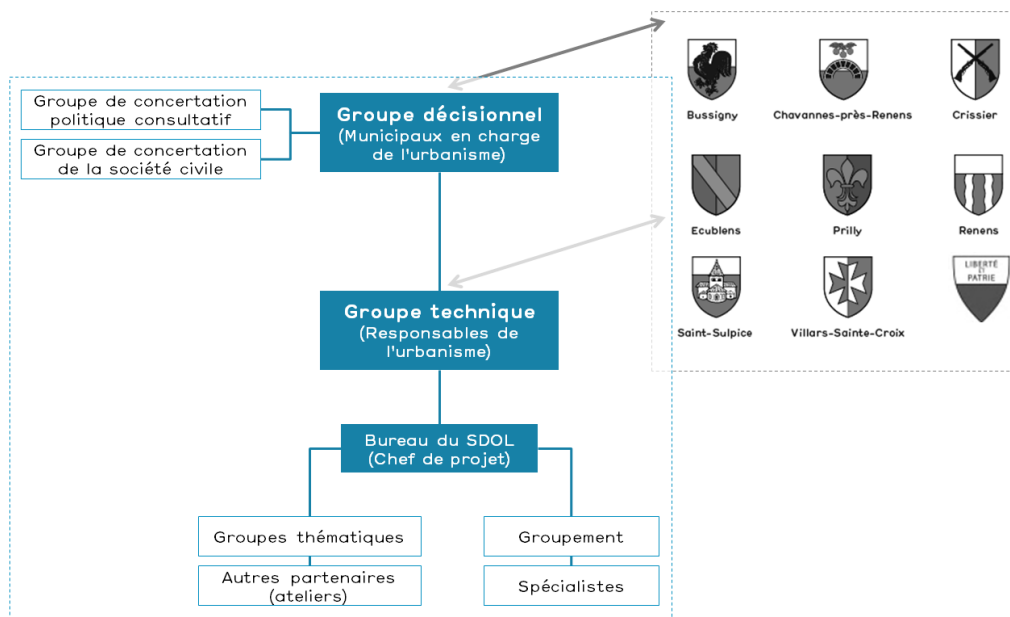 Groupe de concertation
politique consultatif
Groupe de concertation
de la société civile
Groupe décisionnel
(Municipaux en charge
de l'urbanisme)
Groupe technique
(Responsables de
l'urbanisme)
Bureau du SDOL
(Chef de projet)
Groupes thématiques
Autres partenaires
(ateliers)
Groupement
Spécialistes
Bussigny
Chavannes-près-Renens
Crissier
Ecublens
Prilly
Renens
Saint-Sulpice
Villars-Sainte-Croix
LIBERTÉ
ET
PATRIE